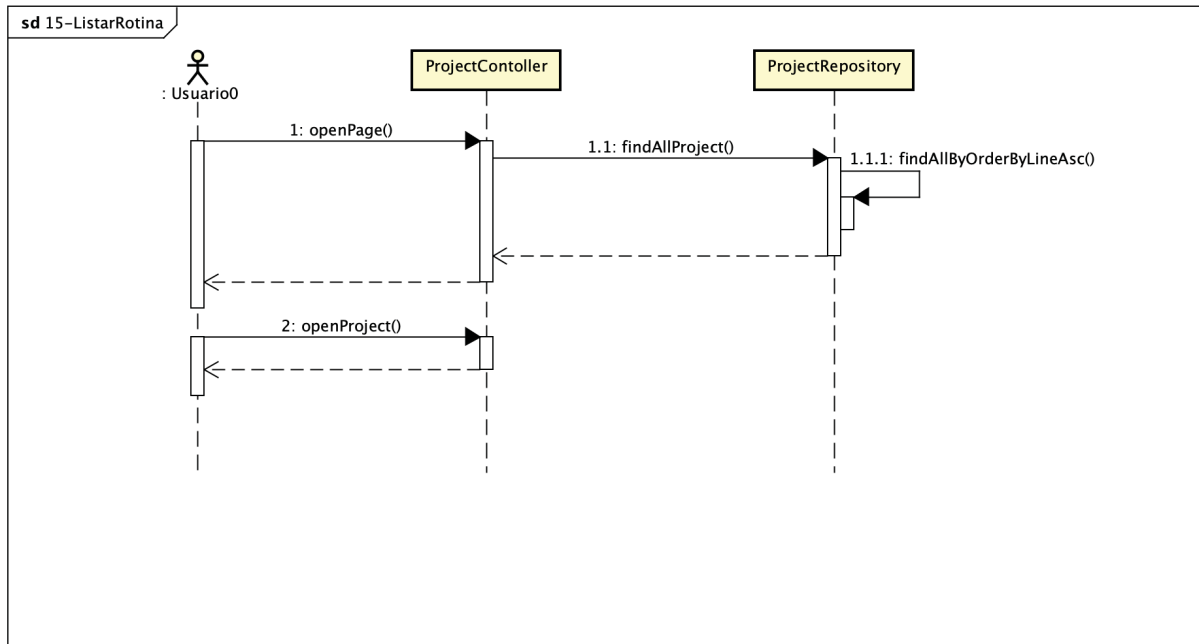 sd 15-ListarRotina
: Usuario0
ProjectContoller
ProjectRepository
1: openPage()
1.1: findAllProject()
1.1.1: findAllByOrderByLineAsc()
2: openProject()